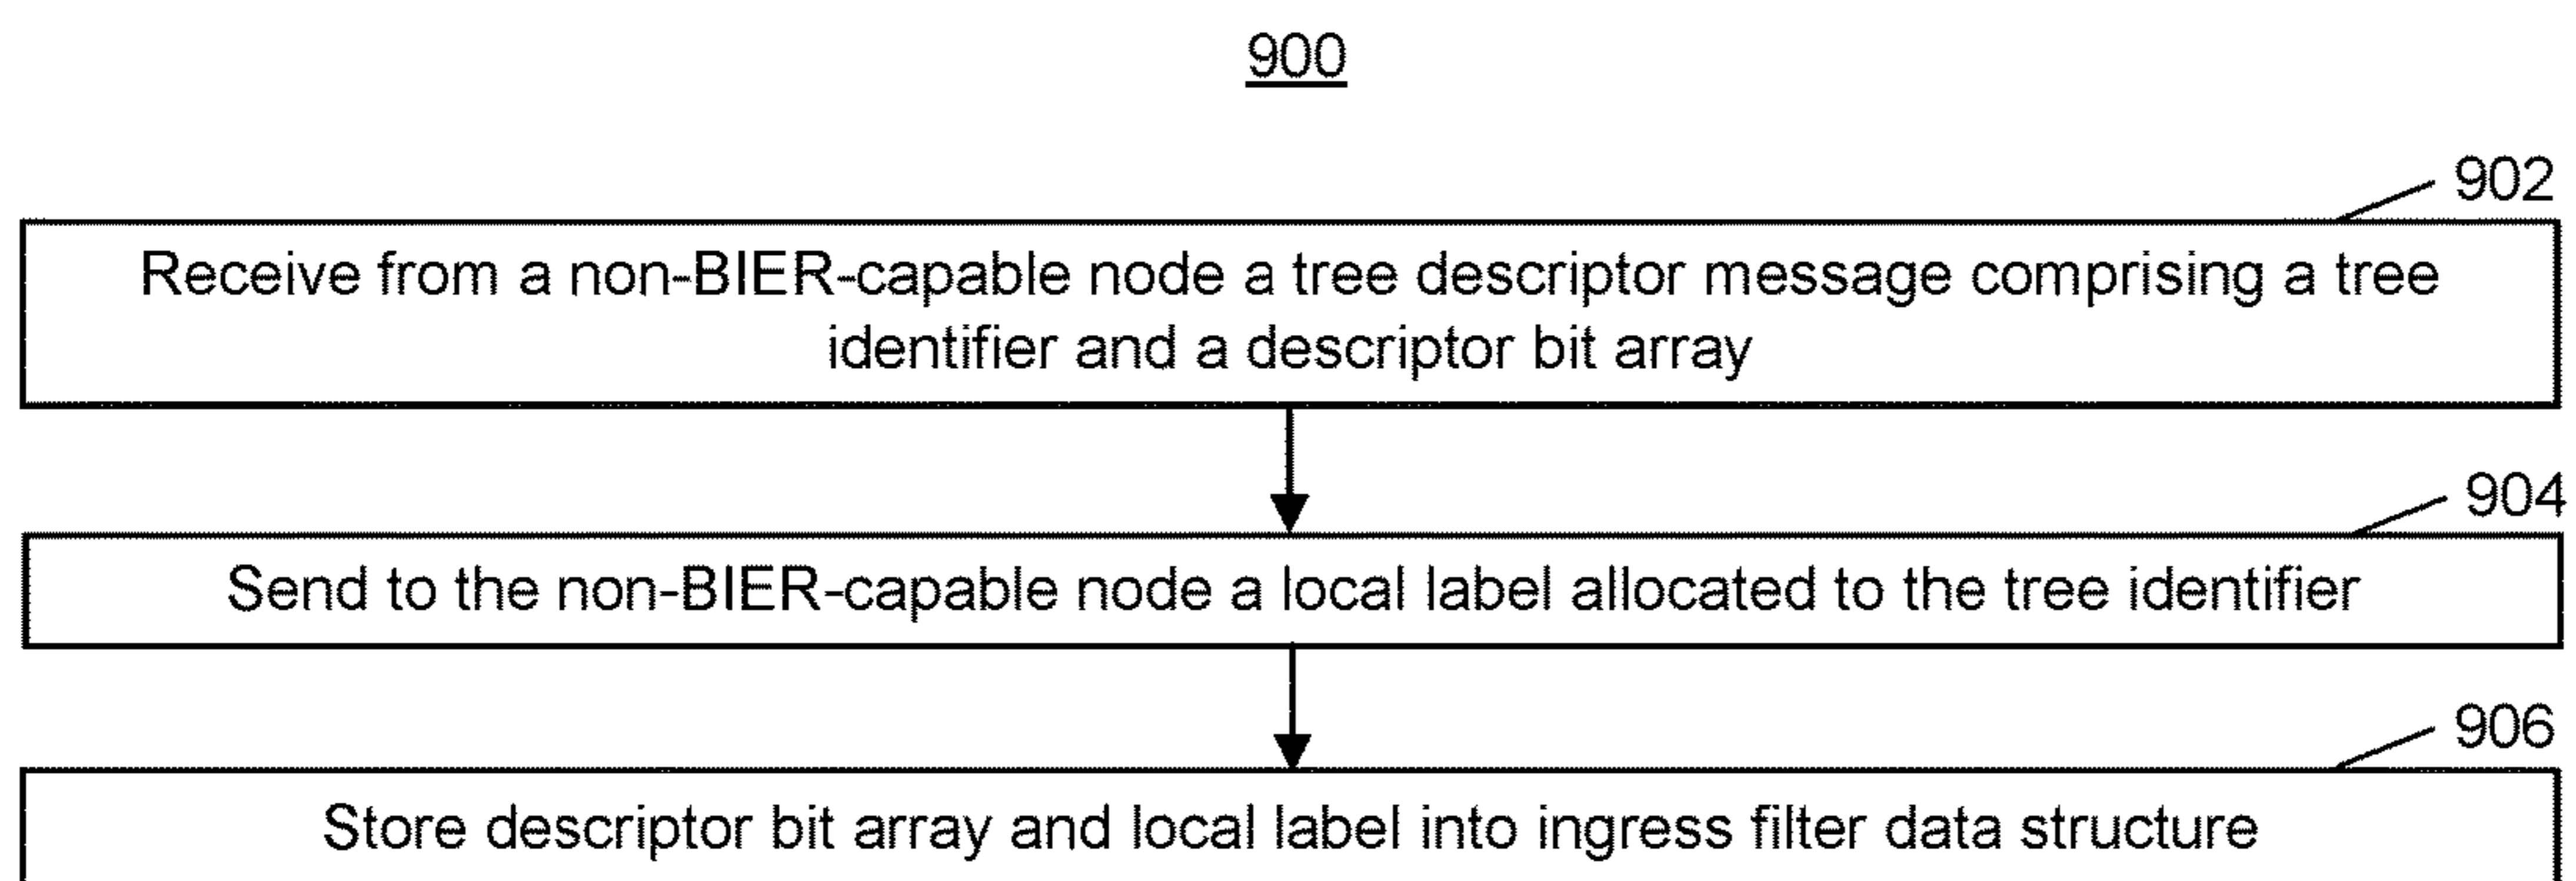 900
902
Receive from a non-BIER-capable node a tree descriptor message comprising a tree
identifier and a descriptor bit array
904
Send to the non-BIER-capable node a local label allocated to the tree identifier
906
Store descriptor bit array and local label into ingress filter data structure